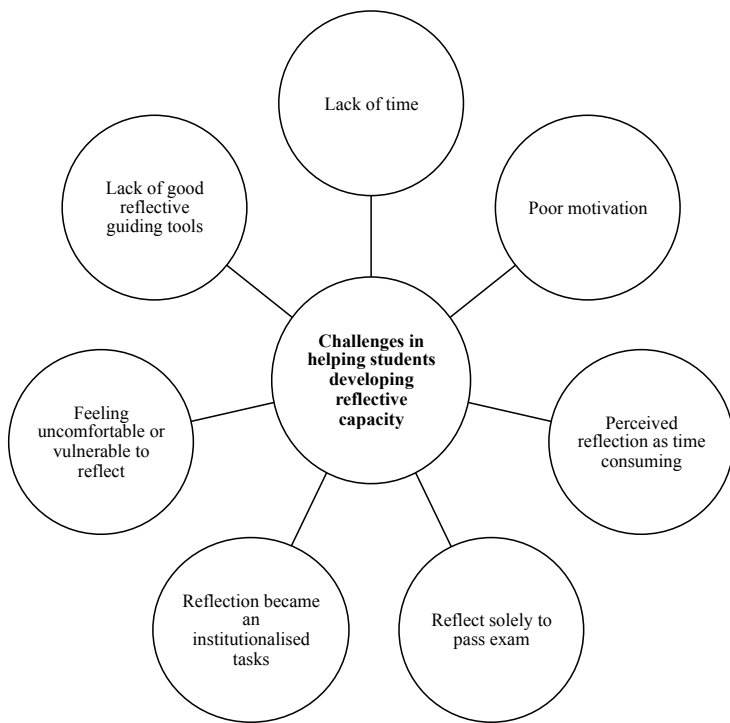 Lack of time
Poor motivation
Perceived
reflection as time
consuming
Reflect solely to
pass exam
Reflection became
an
institutionalised
tasks
Feeling
uncomfortable or
vulnerable to
reflect
Lack of good
reflective
guiding tools
Challenges in
helping students
developing
reflective
capacity